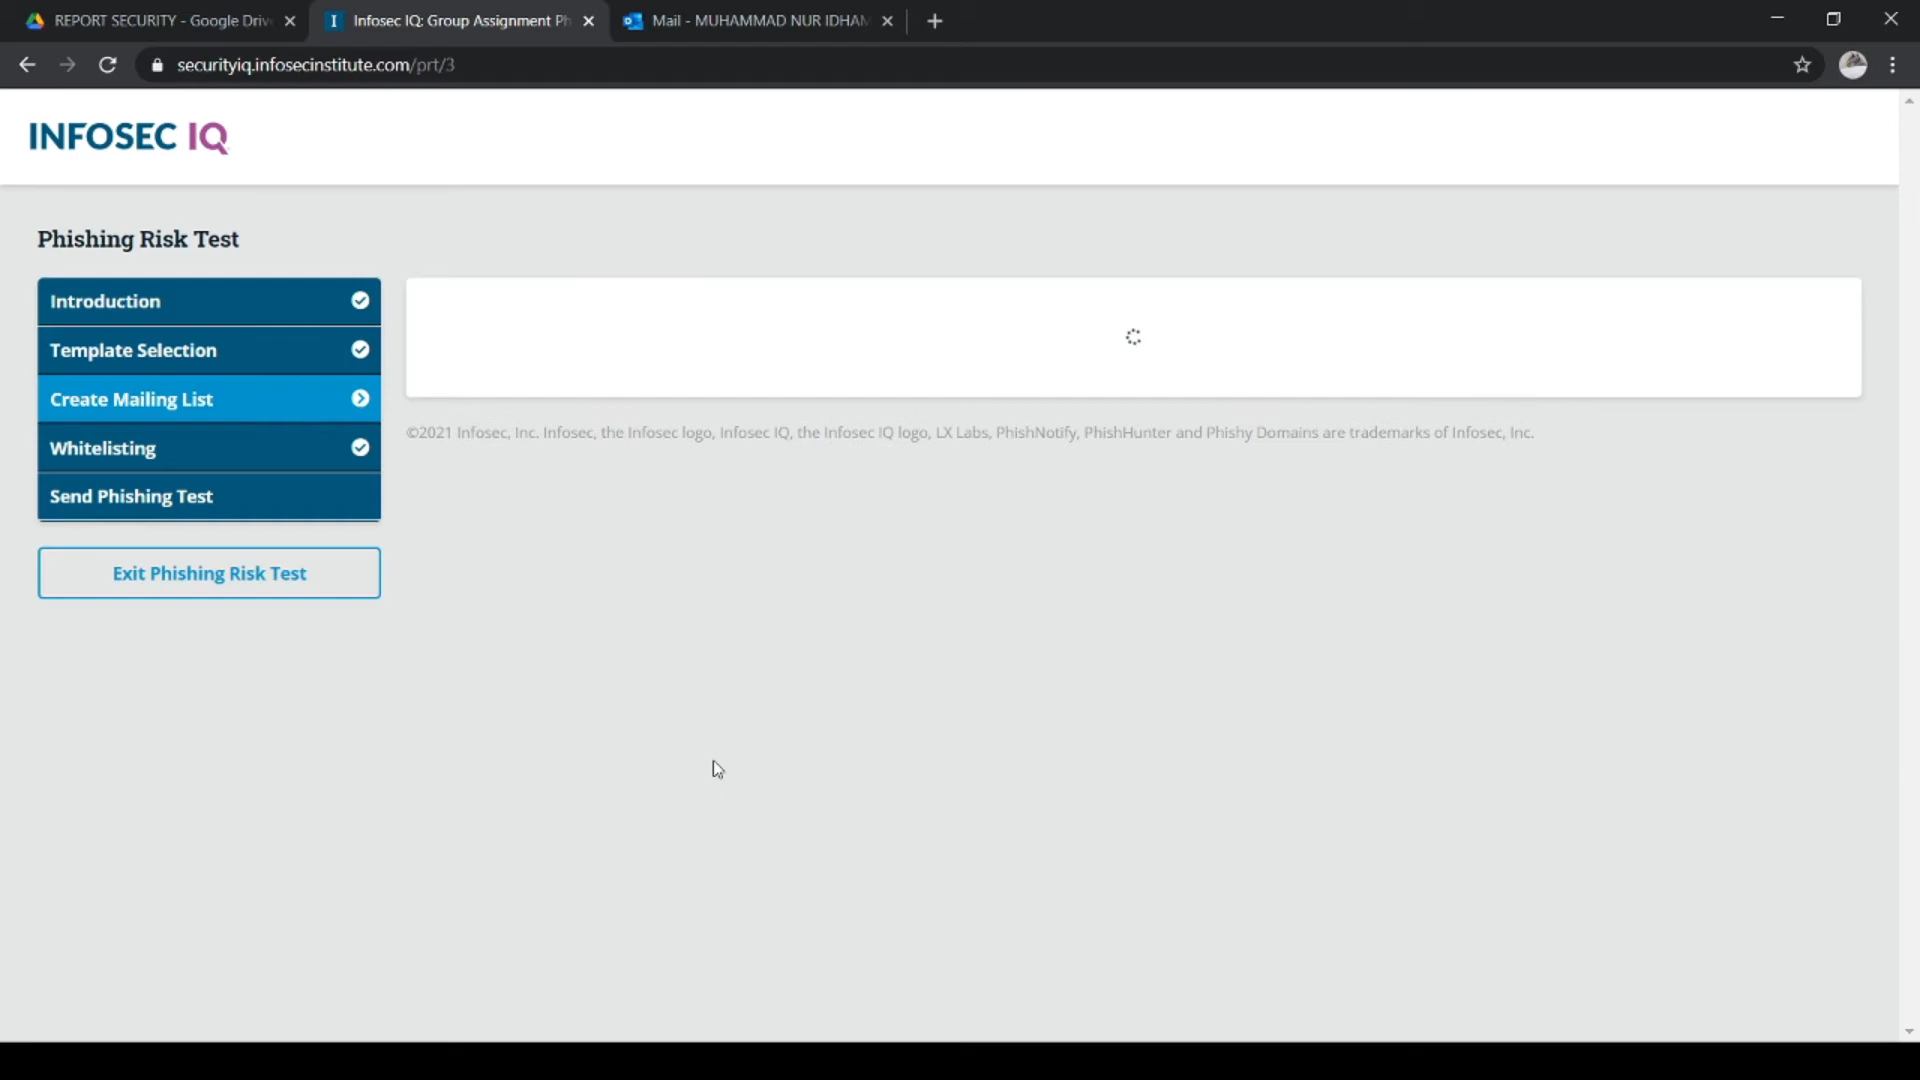 REPORT SECURITY - Google Driv
Infosec IQ: Group Assignment Ph
Mail - MUHAMMAD NUR IDHAM
securityiq.infosecinstitute.com/prt/3
INFOSEC IQ
Phishing Risk Test
Introduction
Template Selection
Create Mailing List
Whitelisting
Send Phishing Test
Exit Phishing Risk Test
©2021 Infosec, Inc. Infosec, the Infosec logo, Infosec IQ, the Infosec IQ logo, LX Labs, PhishNotify, PhishHunter and Phishy Domains are trademarks of Infosec, Inc.